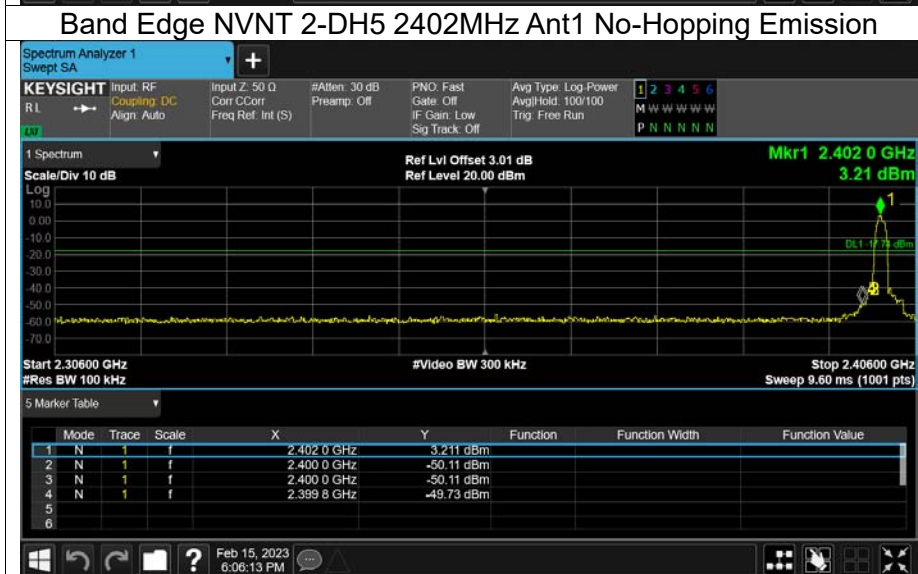 Band Edge NVNT 2-DH5 2402MHz Ant1 No-Hopping Emission
Spectrum Analyzer 1
Swept SA
+
KEYSIGHT Input: RF Input Z: 50 Ω #Atten: 30 dB PNO: Fast Avg Type: Log-Power 1 2 3 4 5 6
R L Coupling: DC Corr CCorr Preamp: Off Gate: Off Avg|Hold: 100/100 M W W W W W
Align: Auto Freq Ref: Int (S) IF Gain: Low Trig: Free Run
LXI Sig Track: Off P N N N N N
1 Spectrum Ref Lvl Offset 3.01 dB Mkr1 2.402 0 GHz
Scale/Div 10 dB Ref Level 20.00 dBm 3.21 dBm
Log
10.0 1
0.00
-10.0
DL1 -17.79 dBm
-20.0
-30.0
-40.0
-50.0
-60.0
-70.0
Start 2.30600 GHz #Video BW 300 kHz Stop 2.40600 GHz
#Res BW 100 kHz Sweep 9.60 ms (1001 pts)
5 Marker Table
Mode Trace Scale X Y Function Function Width Function Value
1 N 1 f 2.402 0 GHz 3.211 dBm
2 N 1 f 2.400 0 GHz -50.11 dBm
3 N 1 f 2.400 0 GHz -50.11 dBm
4 N 1 f 2.399 8 GHz -49.73 dBm
5
6
? Feb 15, 2023
6:06:13 PM